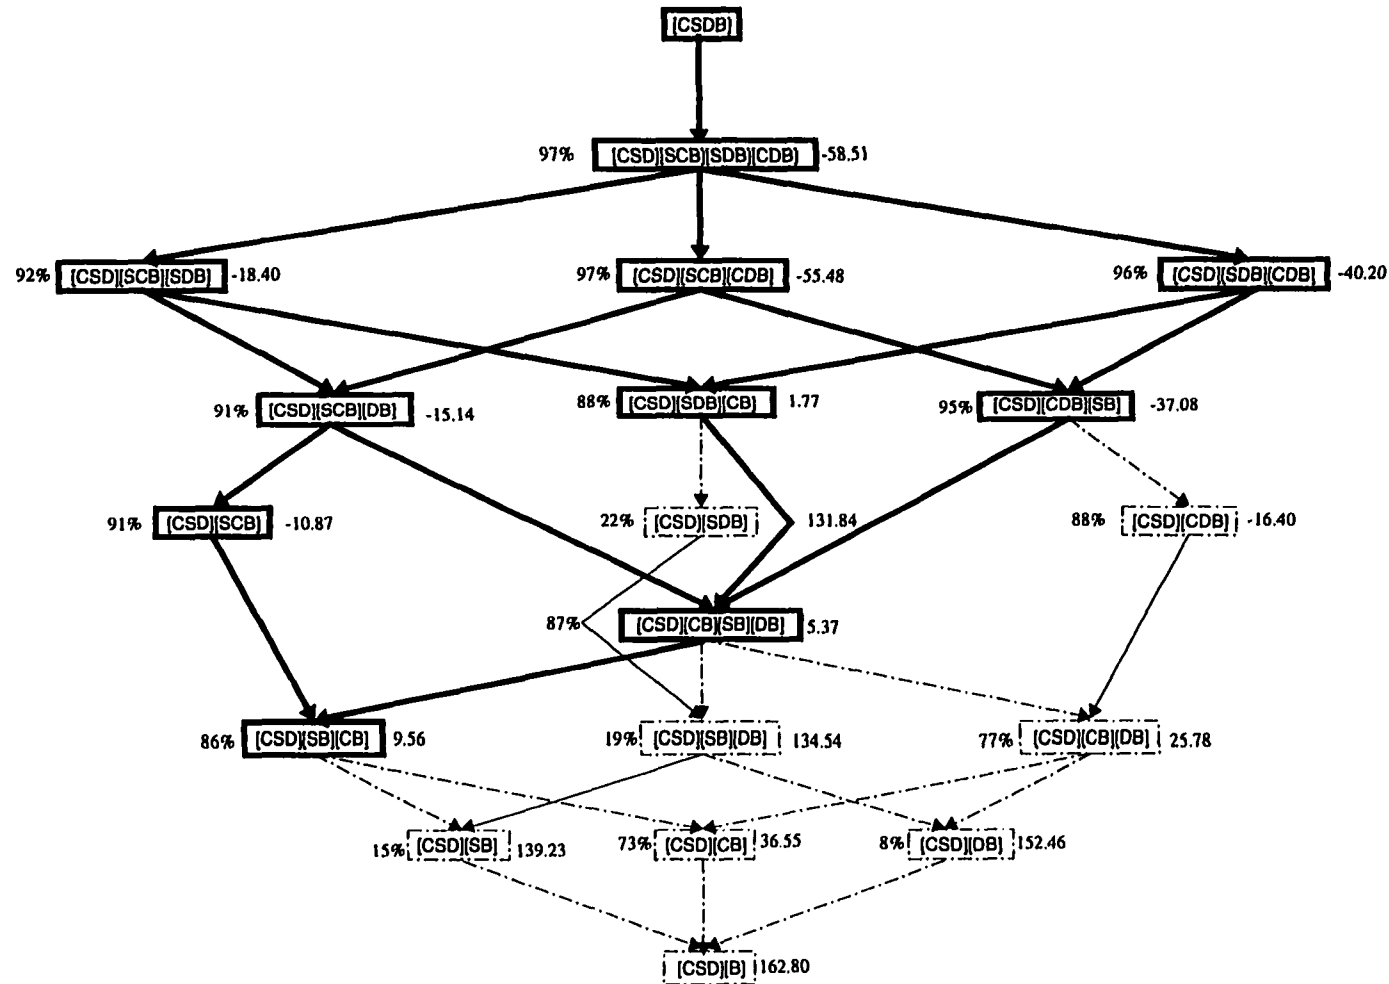 [CSDB]
97% [CSD][SCB][SDB][CDB] -58.51
92% [CSD][SCB][SDB] -18.40 97% [CSD][SCB][CDB] -55.48 96% [CSD][SDB][CDB] -40.20
91% [CSD][SCB][DB] -15.14 88% [CSD][SDB][CB] 1.77 95% [CSD][CDB][SB] -37.08
91% [CSD][SCB] -10.87 22% [CSD][SDB] 131.84 88% [CSD][CDB] -16.40
87% [CSD][CB][SB][DB] 5.37
86% [CSD][SB][CB] 9.56 19% [CSD][SB][DB] 134.54 77% [CSD][CB][DB] 25.78
15% [CSD][SB] 139.23 73% [CSD][CB] 36.55 8% [CSD][DB] 152.46
[CSD][B] 162.80